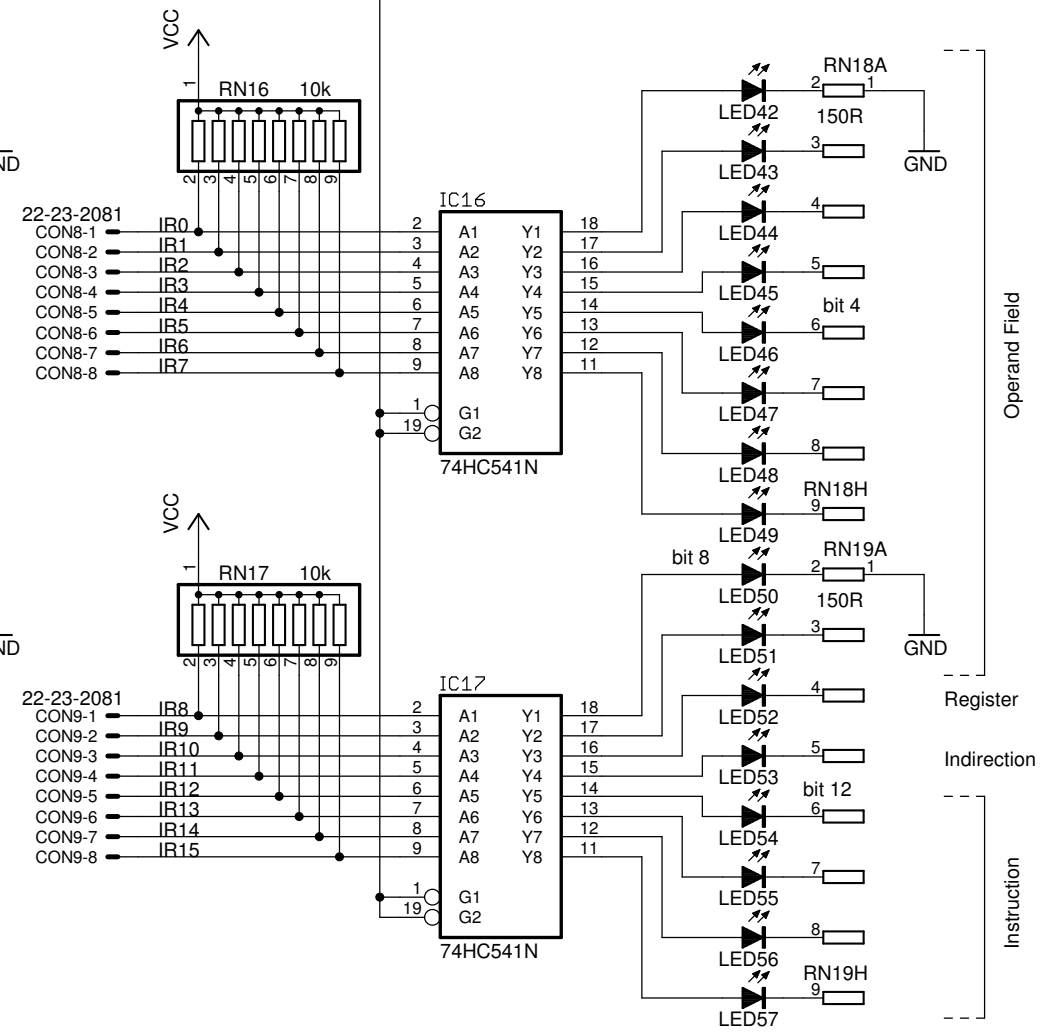 VCC
1
RN16 10k
2 3 4 5 6 7 8 9
ND
22-23-2081
CON8-1 IR0
CON8-2 IR1
CON8-3 IR2
CON8-4 IR3
CON8-5 IR4
CON8-6 IR5
CON8-7 IR6
CON8-8 IR7
IC16
2 A1 Y1 18
3 A2 Y2 17
4 A3 Y3 16
5 A4 Y4 15
6 A5 Y5 14
7 A6 Y6 13
8 A7 Y7 12
9 A8 Y8 11
1 G1
19 G2
74HC541N
RN18A
2 1
LED42 150R
GND
3
LED43
4
LED44
5
LED45
bit 4
6
LED46
7
LED47
8
LED48
RN18H
9
LED49
Operand Field
VCC
1
RN17 10k
2 3 4 5 6 7 8 9
ND
22-23-2081
CON9-1 IR8
CON9-2 IR9
CON9-3 IR10
CON9-4 IR11
CON9-5 IR12
CON9-6 IR13
CON9-7 IR14
CON9-8 IR15
IC17
2 A1 Y1 18
3 A2 Y2 17
4 A3 Y3 16
5 A4 Y4 15
6 A5 Y5 14
7 A6 Y6 13
8 A7 Y7 12
9 A8 Y8 11
1 G1
19 G2
74HC541N
bit 8
RN19A
2 1
LED50 150R
GND
3
LED51
4
LED52
Register
5
LED53
Indirection
bit 12
6
LED54
7
LED55
8
LED56
RN19H
9
LED57
Instruction